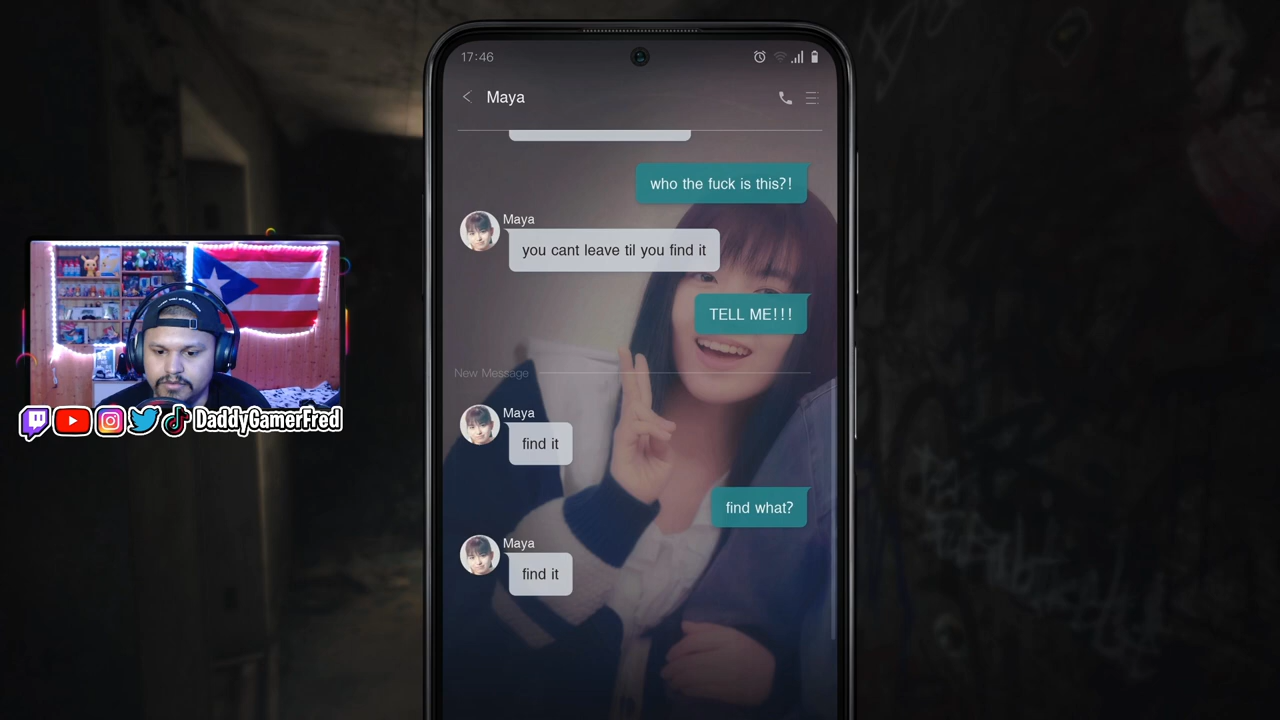 17:46
Maya
who the fuck is this?!
Maya
you cant leave til you find it
TELL ME!!!
New Message
Maya
find it
find what?
Maya
find it
DaddyGamerFred